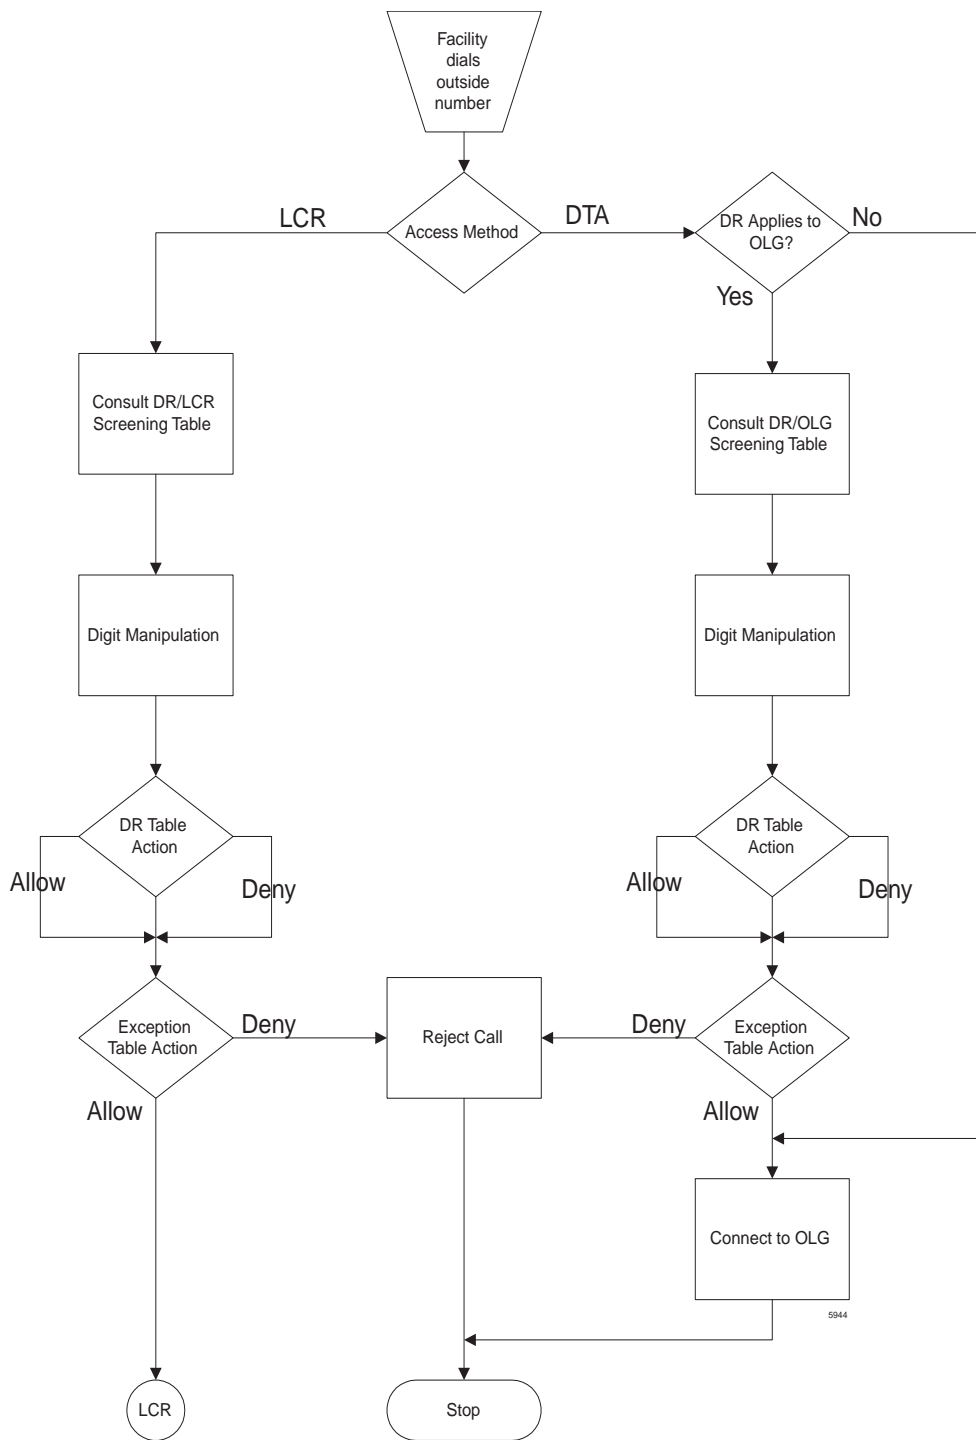 Facility
dials
outside
number
LCR
Access Method
DTA
DR Applies to
OLG?
No
Yes
Consult DR/LCR
Screening Table
Consult DR/OLG
Screening Table
Digit Manipulation
Digit Manipulation
DR Table
Action
Allow
Deny
DR Table
Action
Allow
Deny
Exception
Table Action
Deny
Allow
Reject Call
Deny
Exception
Table Action
Allow
Connect to OLG
5944
LCR
Stop